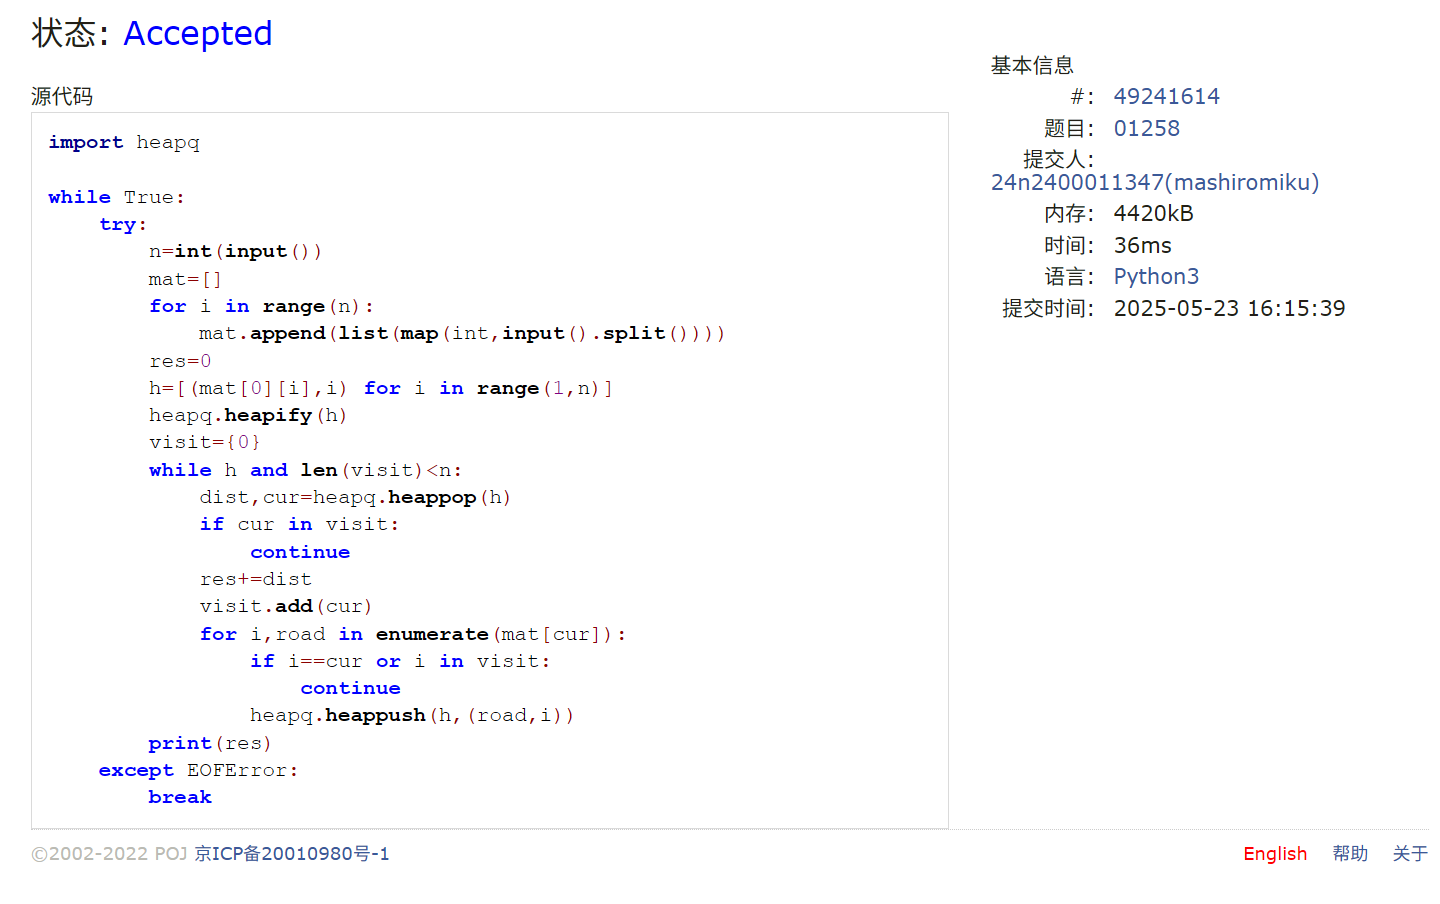 状态: Accepted
源代码
import heapq

while True:
    try:
        n=int(input())
        mat=[]
        for i in range(n):
            mat.append(list(map(int,input().split())))
        res=0
        h=[(mat[0][i],i) for i in range(1,n)]
        heapq.heapify(h)
        visit={0}
        while h and len(visit)<n:
            dist,cur=heapq.heappop(h)
            if cur in visit:
                continue
            res+=dist
            visit.add(cur)
            for i,road in enumerate(mat[cur]):
                if i==cur or i in visit:
                    continue
                heapq.heappush(h,(road,i))
        print(res)
    except EOFError:
        break
基本信息
#: 49241614
题目: 01258
提交人:
24n2400011347(mashiromiku)
内存: 4420kB
时间: 36ms
语言: Python3
提交时间: 2025-05-23 16:15:39
©2002-2022 POJ 京ICP备20010980号-1
English 帮助 关于